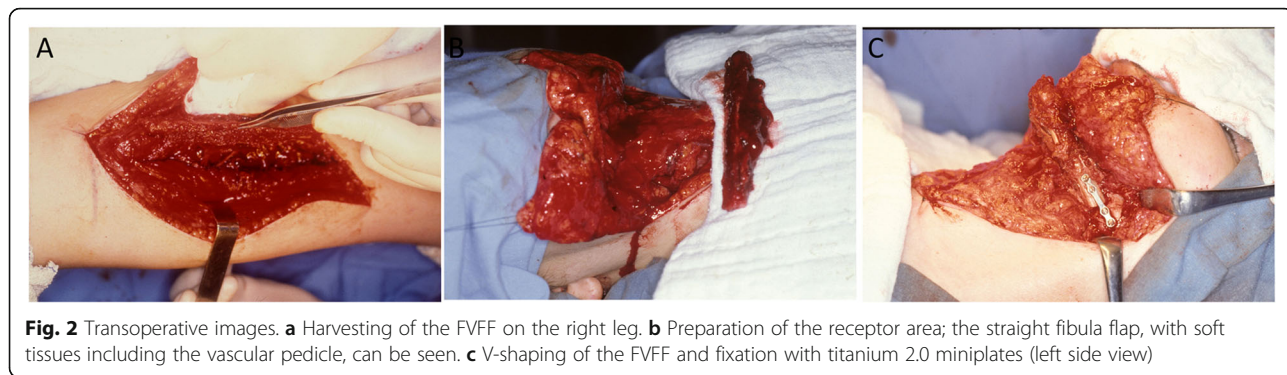 A
B
C
Fig. 2 Transoperative images. a Harvesting of the FVFF on the right leg. b Preparation of the receptor area; the straight fibula flap, with soft
tissues including the vascular pedicle, can be seen. c V-shaping of the FVFF and fixation with titanium 2.0 miniplates (left side view)